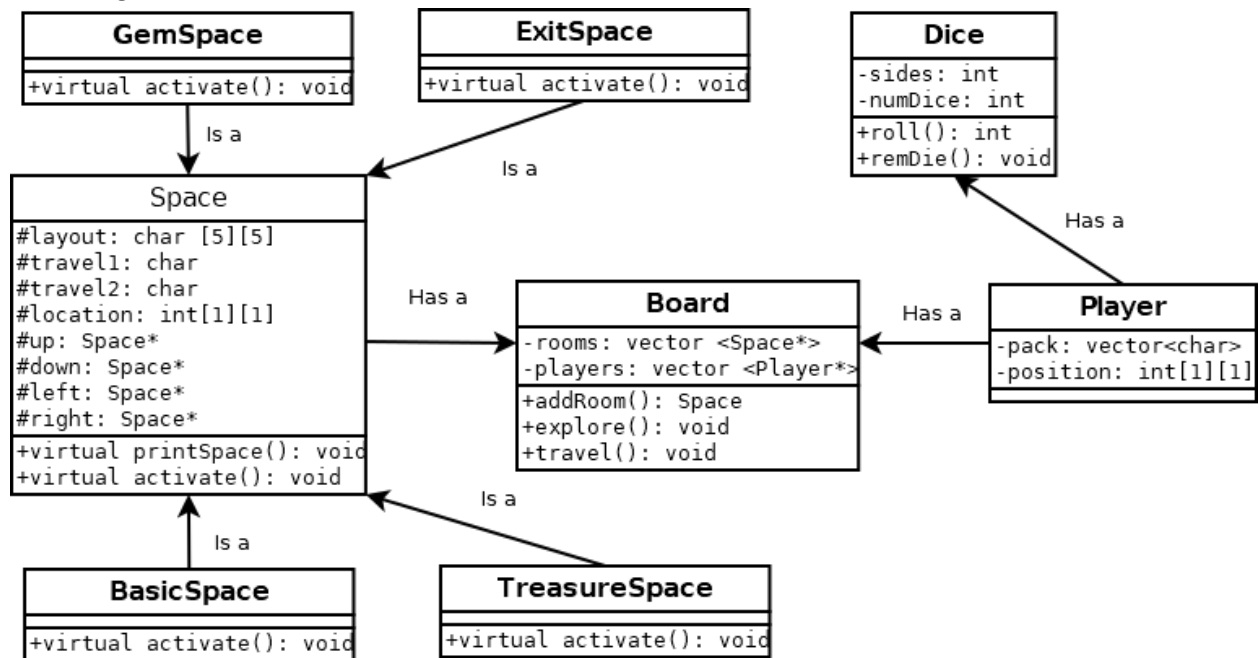 GemSpace
+virtual activate(): void
ExitSpace
+virtual activate(): void
Dice
-sides: int
-numDice: int
+roll(): int
+remDie(): void
Is a
Is a
Space
#layout: char [5][5]
#travel1: char
#travel2: char
#location: int[1][1]
#up: Space*
#down: Space*
#left: Space*
#right: Space*
+virtual printSpace(): void
+virtual activate(): void
Has a
Has a
Board
-rooms: vector <Space*>
-players: vector <Player*>
+addRoom(): Space
+explore(): void
+travel(): void
Has a
Player
-pack: vector<char>
-position: int[1][1]
Is a
Is a
BasicSpace
+virtual activate(): void
TreasureSpace
+virtual activate(): void